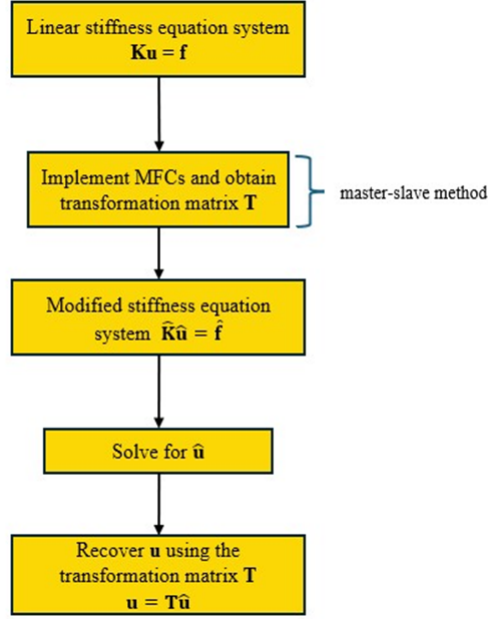 Linear stiffness equation system
Ku = f
Implement MFCs and obtain
transformation matrix T
master-slave method
Modified stiffness equation
system K̂û = f̂
Solve for û
Recover u using the
transformation matrix T
u = Tû